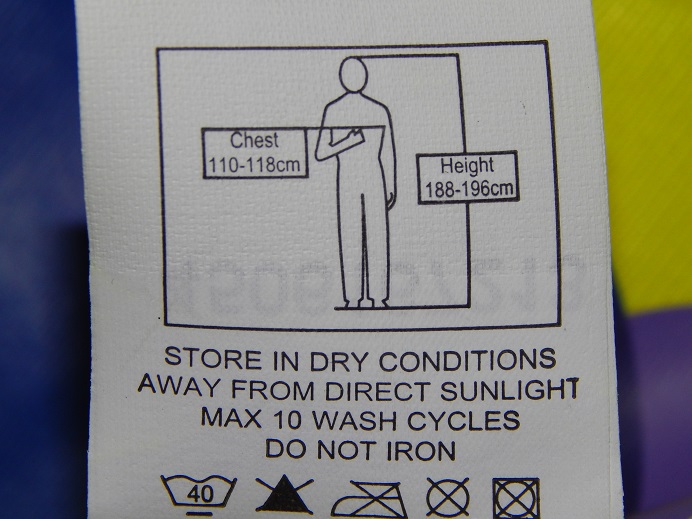 Chest
110-118cm
Height
188-196cm
STORE IN DRY CONDITIONS
AWAY FROM DIRECT SUNLIGHT
MAX 10 WASH CYCLES
DO NOT IRON
40